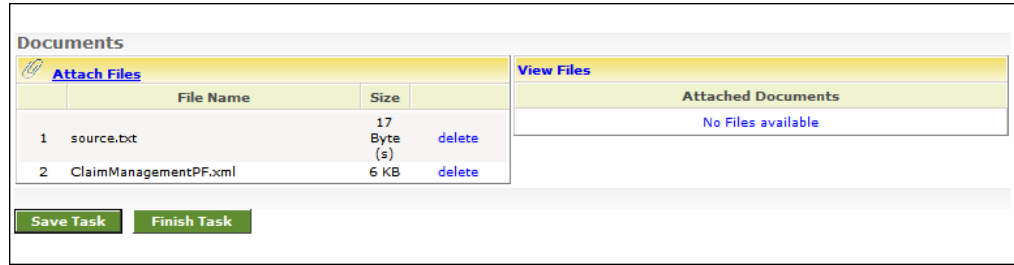 Documents
Attach Files
File Name Size
1 source.txt 17 Byte (s) delete
2 ClaimManagementPF.xml 6 KB delete
View Files
Attached Documents
No Files available
Save Task Finish Task